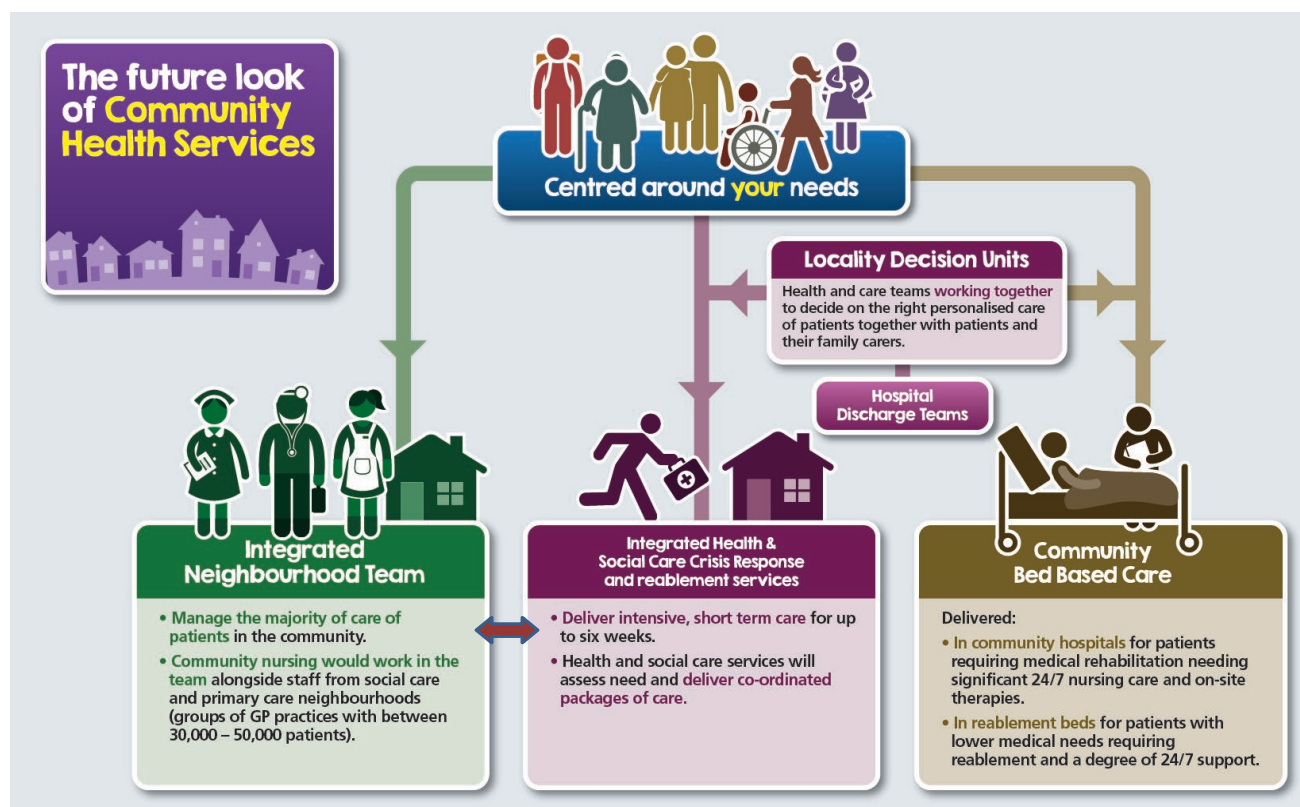 The future look
of Community
Health Services
Centred around your needs
Locality Decision Units
Health and care teams working together
to decide on the right personalised care
of patients together with patients and
their family carers.
Hospital
Discharge Teams
Integrated
Neighbourhood Team
• Manage the majority of care of
patients in the community.
• Community nursing would work in the
team alongside staff from social care
and primary care neighbourhoods
(groups of GP practices with between
30,000 – 50,000 patients).
Integrated Health &
Social Care Crisis Response
and reablement services
• Deliver intensive, short term care for up
to six weeks.
• Health and social care services will
assess need and deliver co-ordinated
packages of care.
Community
Bed Based Care
Delivered:
• In community hospitals for patients
requiring medical rehabilitation needing
significant 24/7 nursing care and on-site
therapies.
• In reablement beds for patients with
lower medical needs requiring
reablement and a degree of 24/7 support.